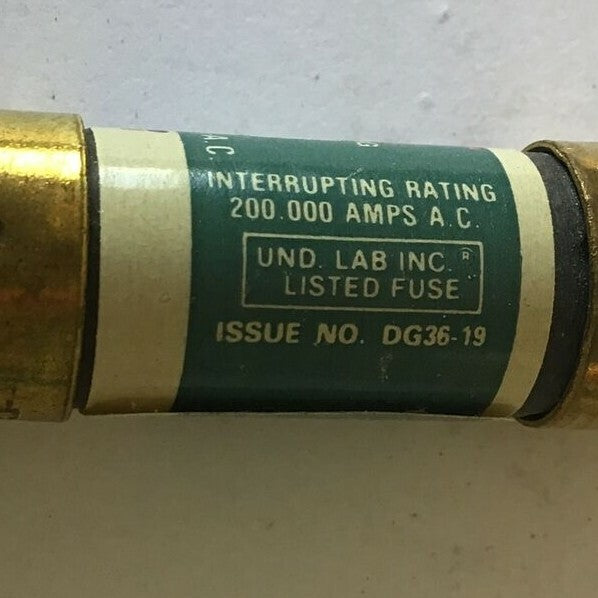 A.C.
INTERRUPTING RATING
200.000 AMPS A.C.
UND. LAB INC.®
LISTED FUSE
ISSUE NO. DG36-19